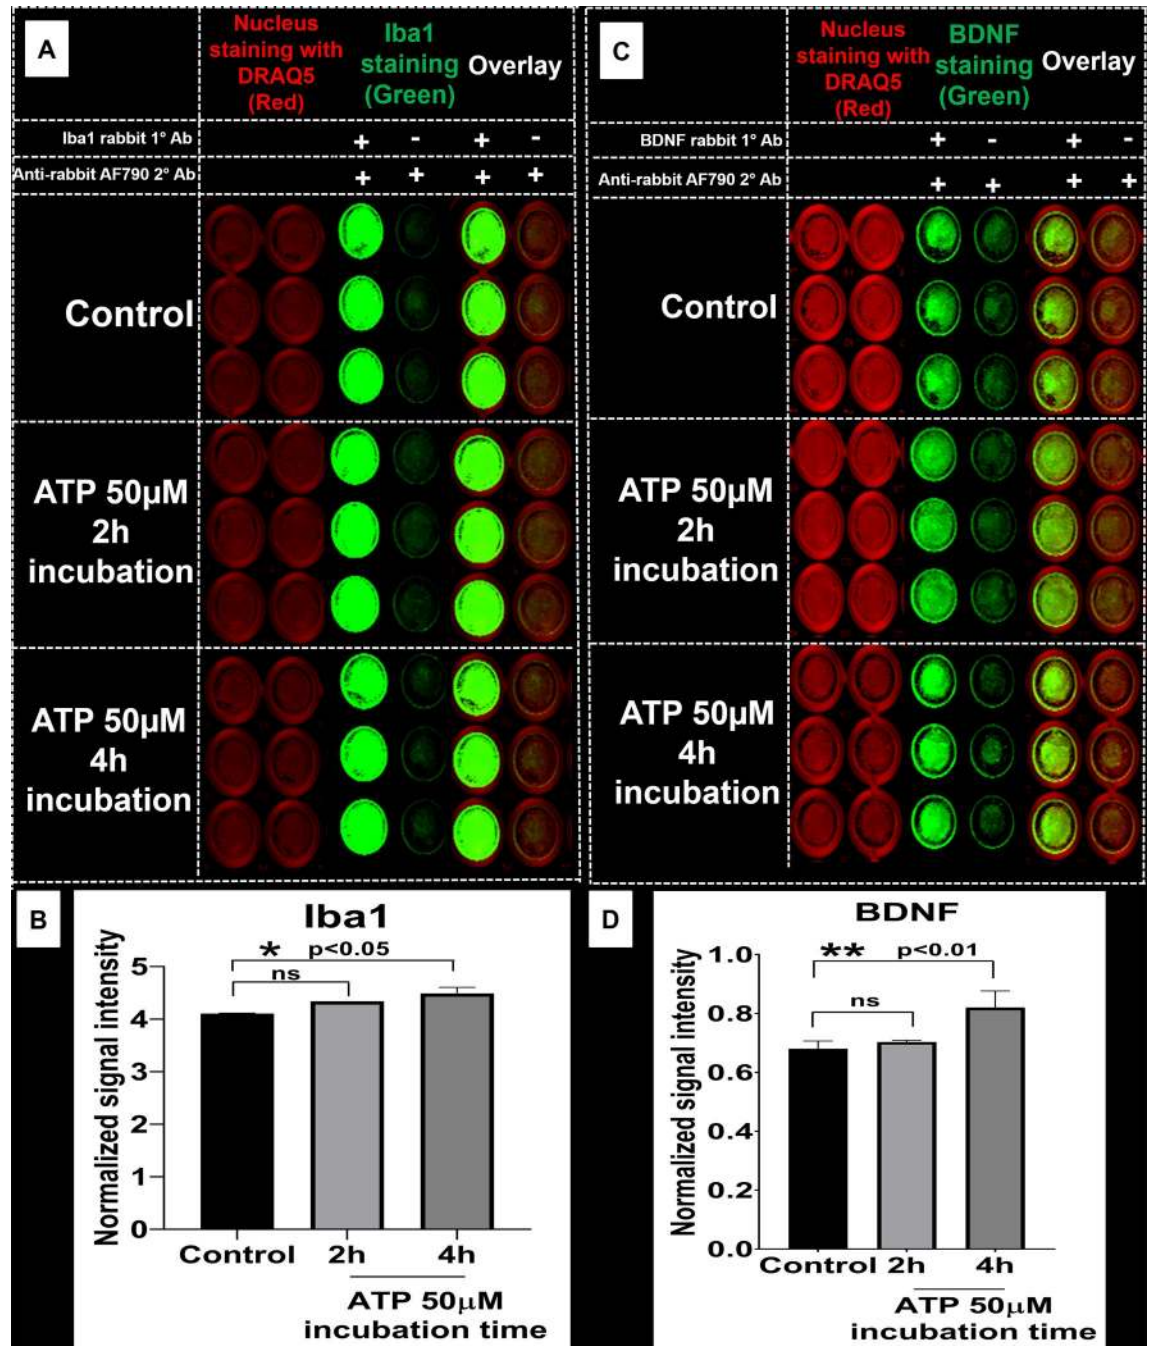 A
Nucleus
staining with
DRAQ5
(Red)
Iba1
staining
(Green)
Overlay
Iba1 rabbit 1° Ab
+ - + -
Anti-rabbit AF790 2° Ab
+ + + +
Control
ATP 50µM
2h
incubation
ATP 50µM
4h
incubation
C
Nucleus
staining with
DRAQ5
(Red)
BDNF
staining
(Green)
Overlay
BDNF rabbit 1° Ab
+ - + -
Anti-rabbit AF790 2° Ab
+ + + +
Control
ATP 50µM
2h
incubation
ATP 50µM
4h
incubation
B
Iba1
* p<0.05
ns
Normalized signal intensity
5
4
3
2
1
0
Control 2h 4h
ATP 50µM
incubation time
D
BDNF
** p<0.01
ns
Normalized signal intensity
1.0
0.8
0.6
0.4
0.2
0.0
Control 2h 4h
ATP 50µM
incubation time